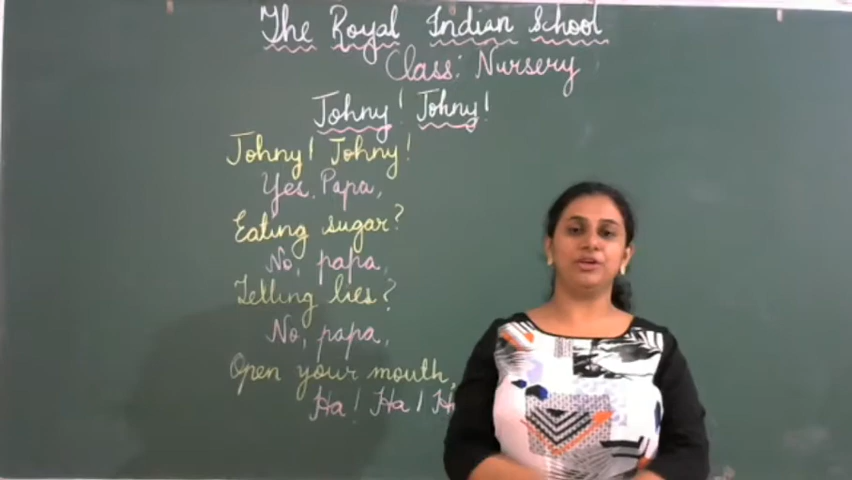 The Royal Indian School
Class: Nursery
Johny! Johny!
Johny! Johny!
Yes, Papa,
Eating sugar?
No, papa,
Telling lies?
No, papa,
Open your mouth,
Ha! Ha!